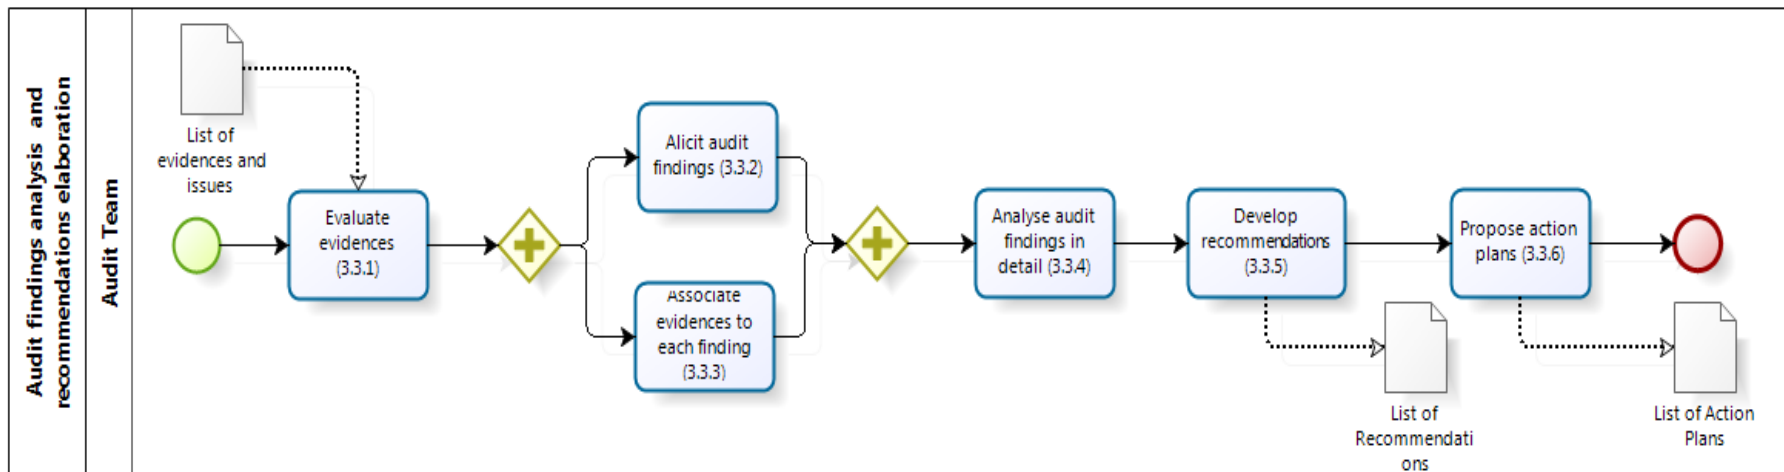 Audit findings analysis and
recommendations elaboration
Audit Team
List of
evidences and
issues
Evaluate
evidences
(3.3.1)
Alicit audit
findings (3.3.2)
Associate
evidences to
each finding
(3.3.3)
Analyse audit
findings in
detail (3.3.4)
Develop
recommendations
(3.3.5)
Propose action
plans (3.3.6)
List of
Recommendati
ons
List of Action
Plans